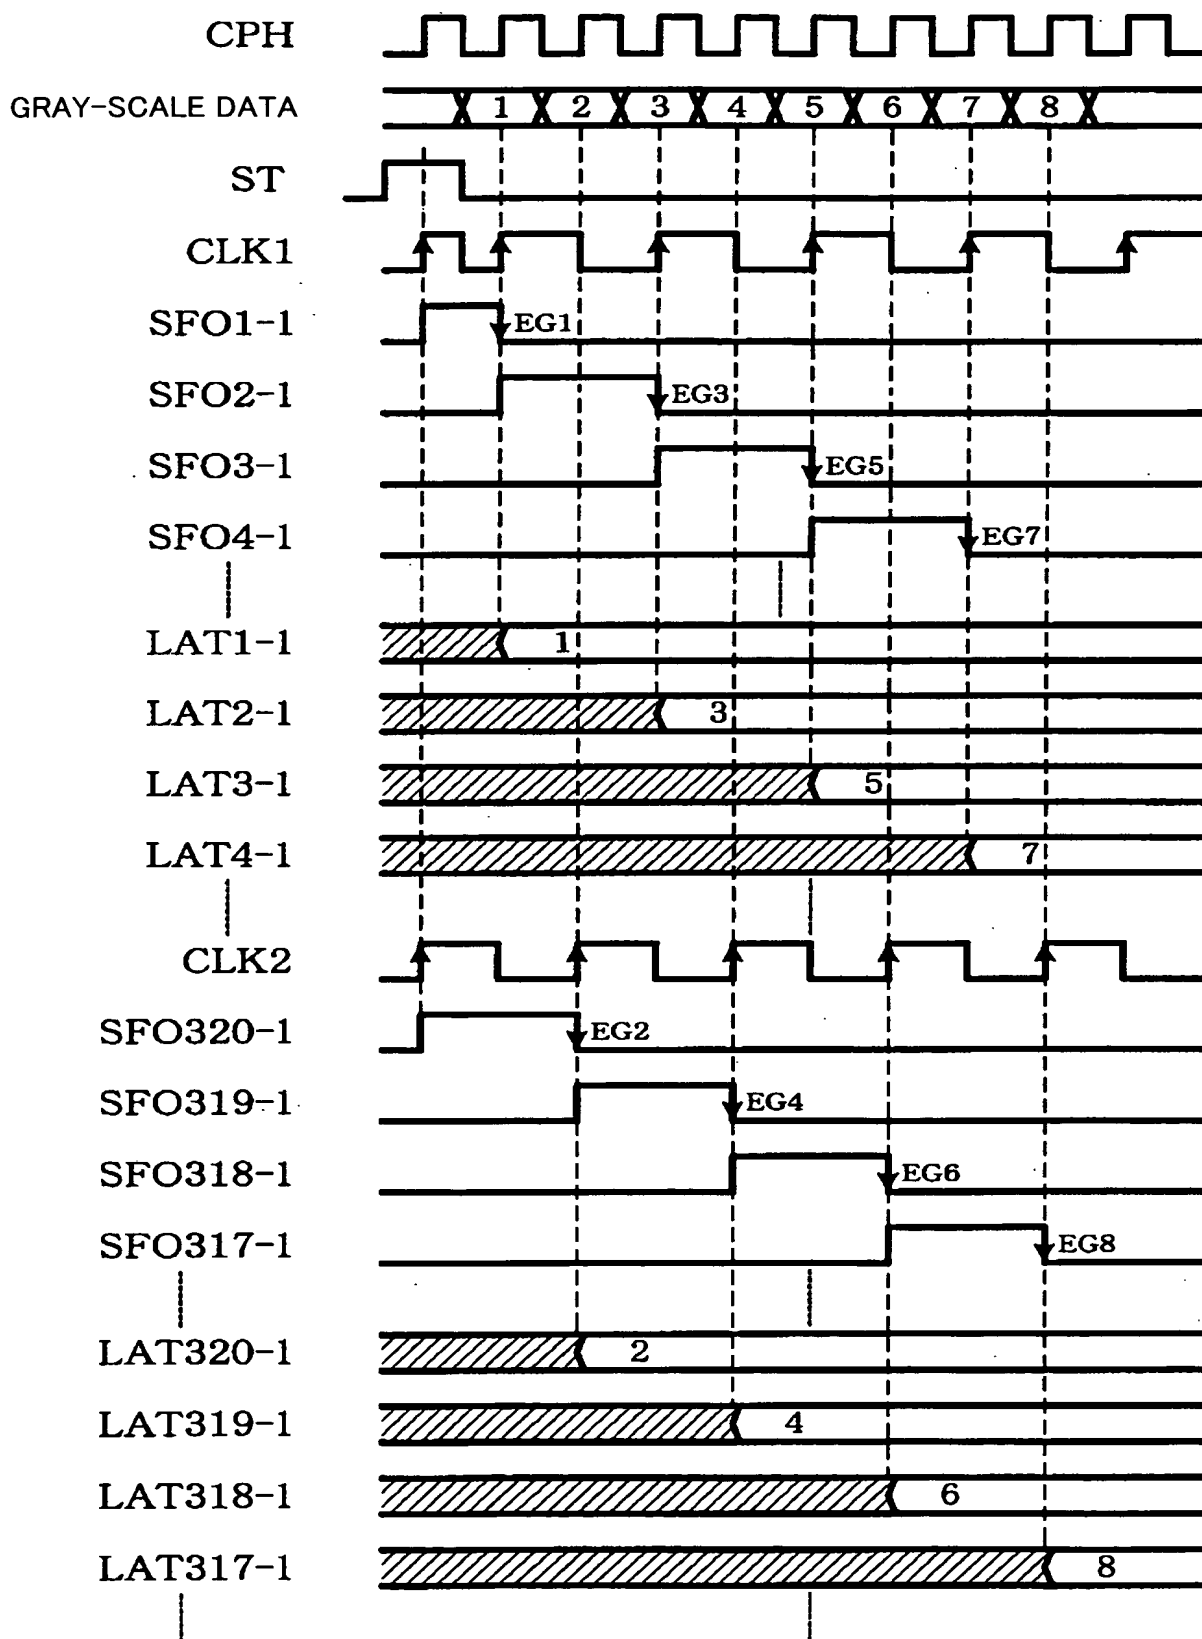 CPH
GRAY-SCALE DATA 1 2 3 4 5 6 7 8
ST
CLK1
SFO1-1 EG1
SFO2-1 EG3
SFO3-1 EG5
SFO4-1 EG7
LAT1-1 1
LAT2-1 3
LAT3-1 5
LAT4-1 7
CLK2
SFO320-1 EG2
SFO319-1 EG4
SFO318-1 EG6
SFO317-1 EG8
LAT320-1 2
LAT319-1 4
LAT318-1 6
LAT317-1 8